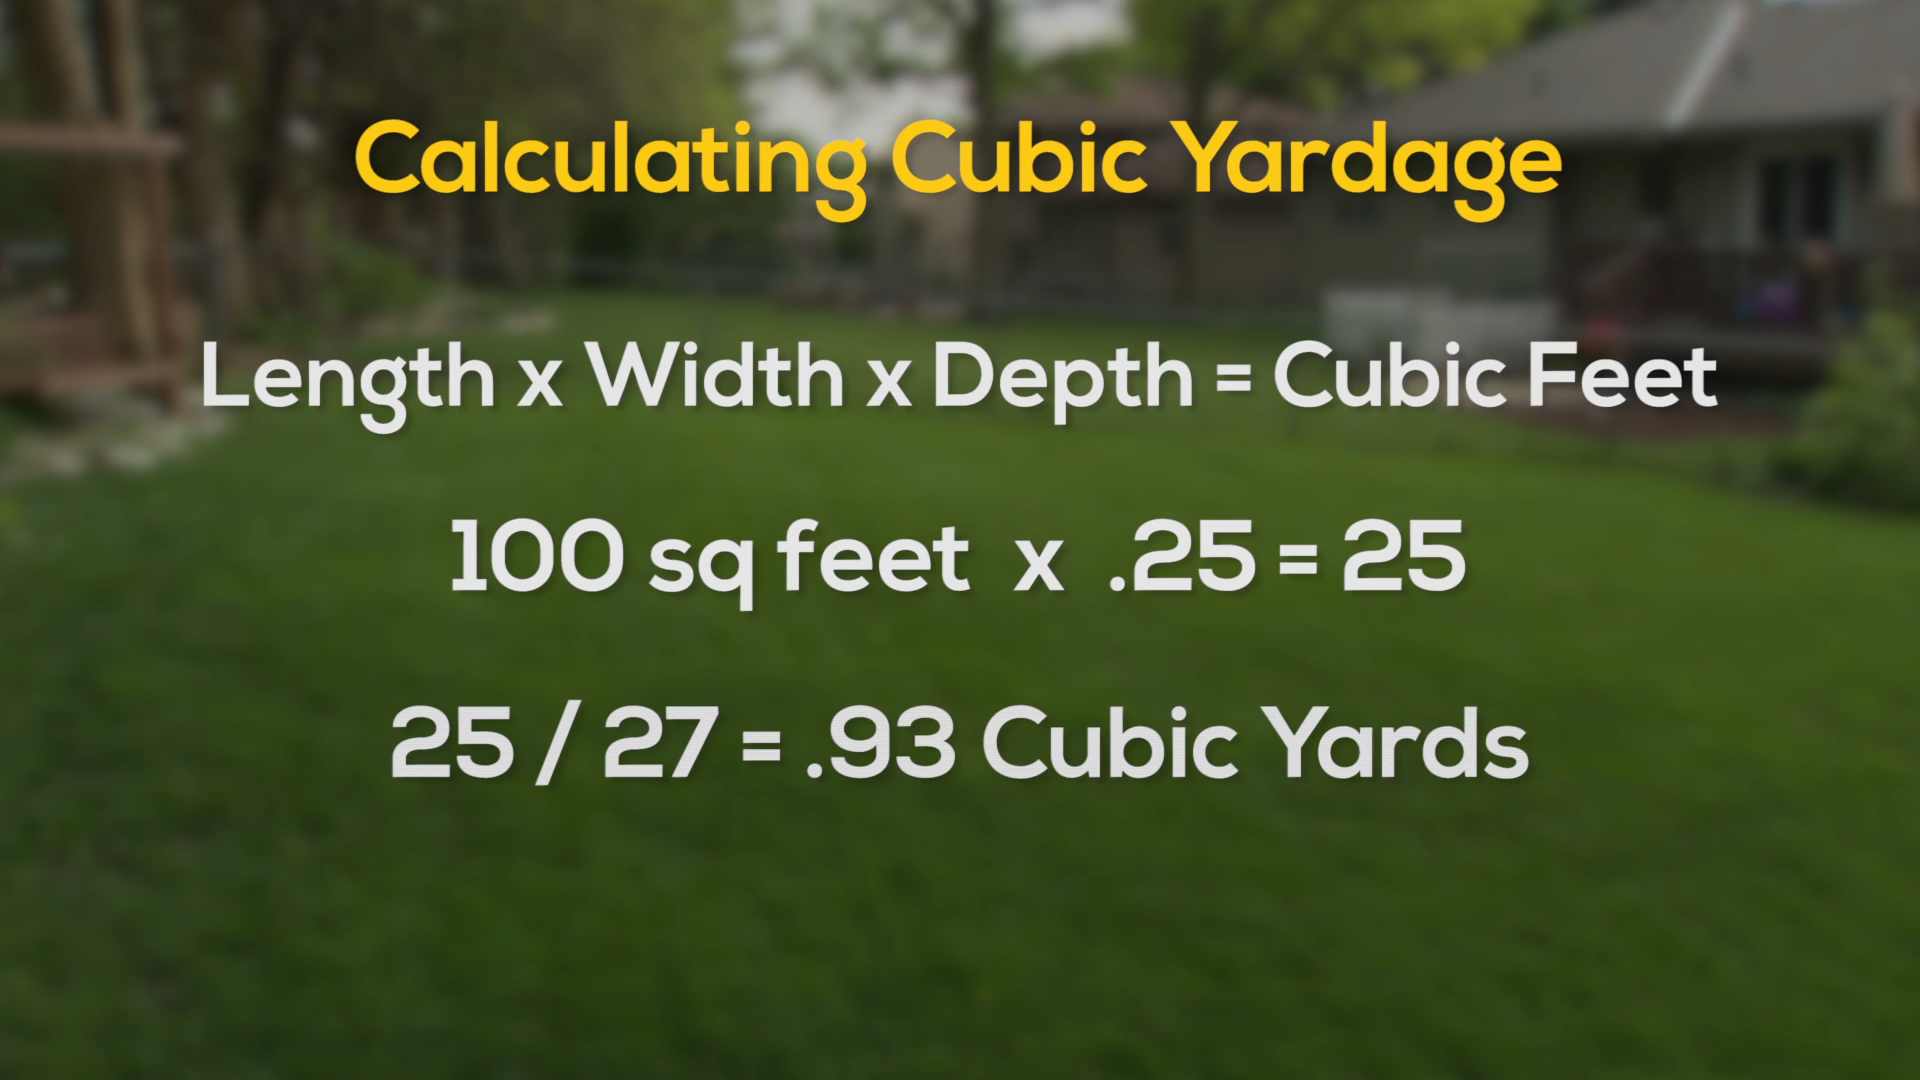 Calculating Cubic Yardage
Length x Width x Depth = Cubic Feet
100 sq feet x .25 = 25
25 / 27 = .93 Cubic Yards